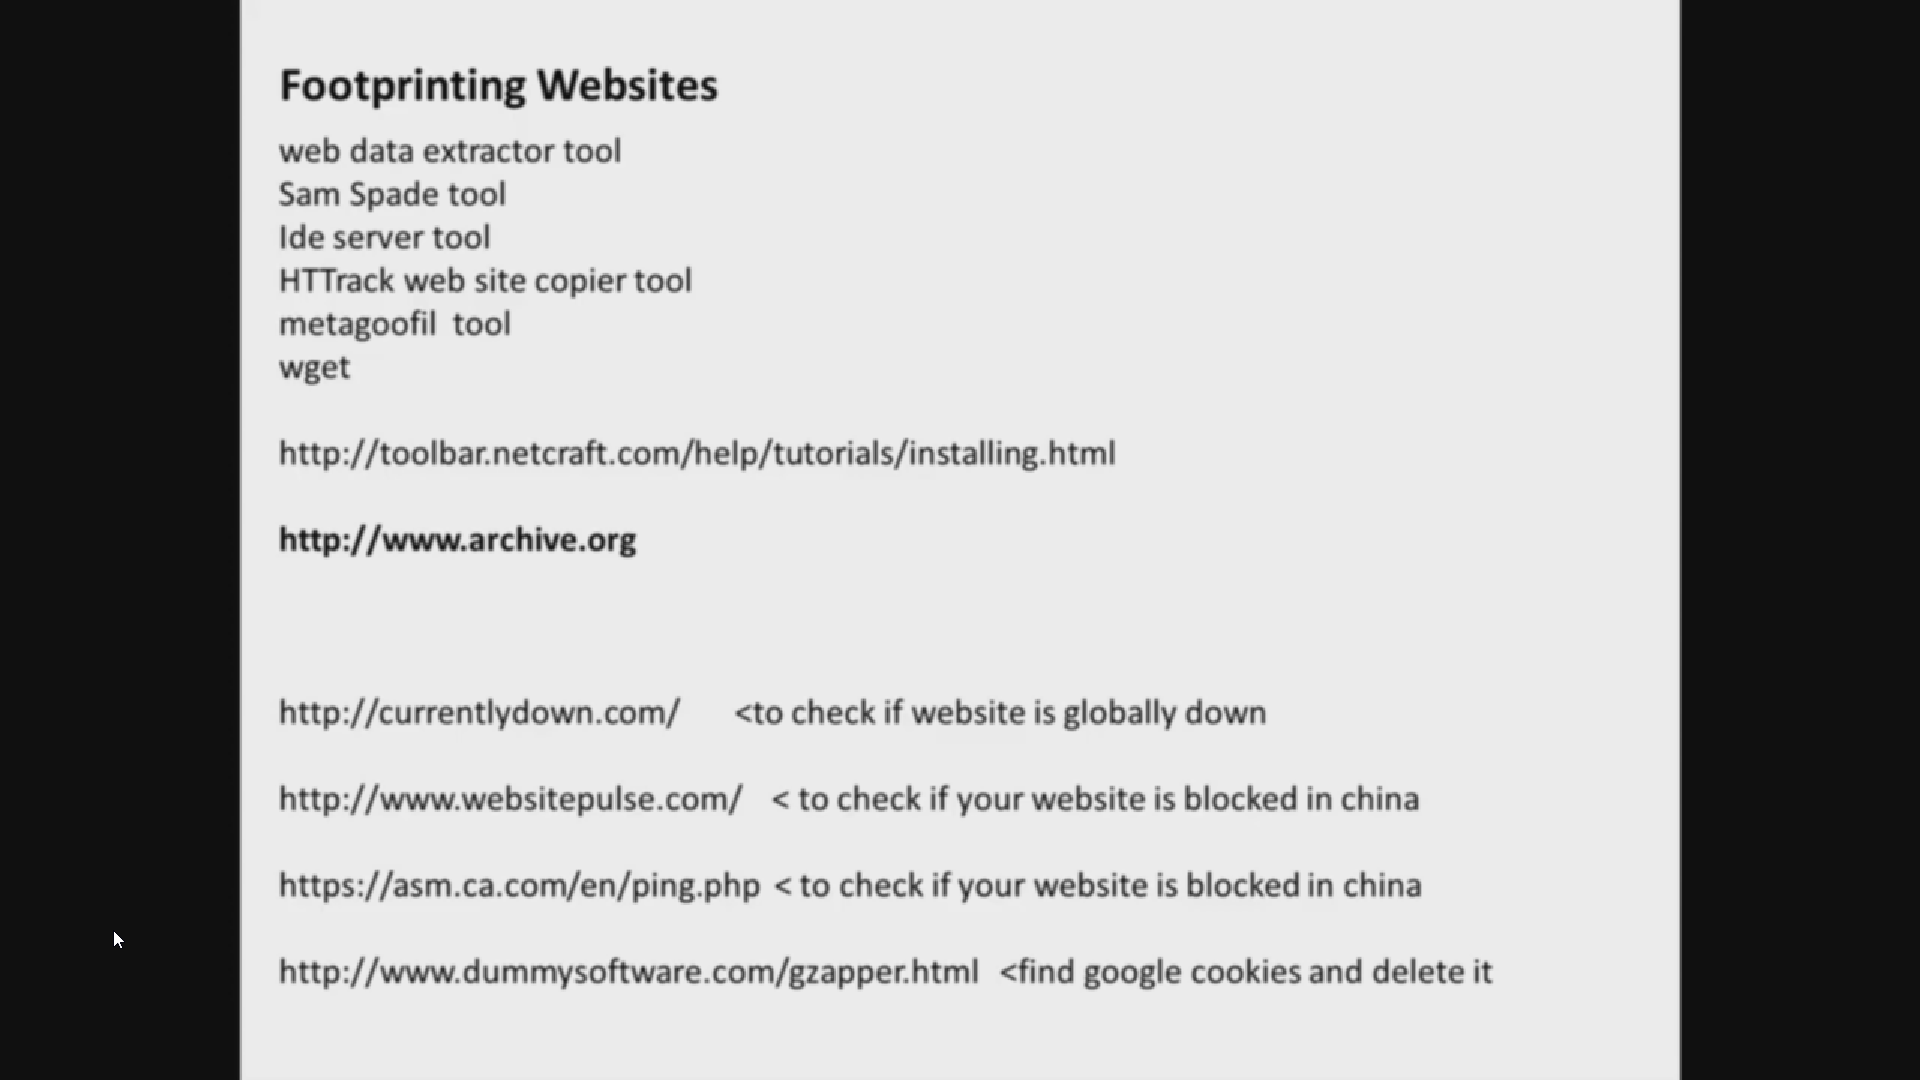 Footprinting Websites
web data extractor tool
Sam Spade tool
Ide server tool
HTTrack web site copier tool
metagoofil  tool
wget
http://toolbar.netcraft.com/help/tutorials/installing.html
http://www.archive.org
http://currentlydown.com/ <to check if website is globally down
http://www.websitepulse.com/ < to check if your website is blocked in china
https://asm.ca.com/en/ping.php < to check if your website is blocked in china
http://www.dummysoftware.com/gzapper.html <find google cookies and delete it